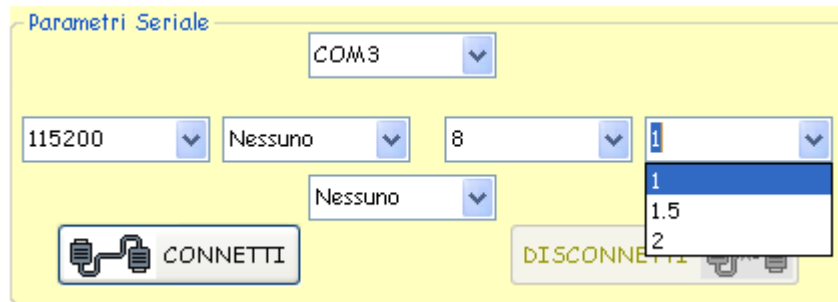 Parametri Seriale
COM3
115200 Nessuno 8 1
Nessuno
1
1.5
2
CONNETTI
DISCONNETTI